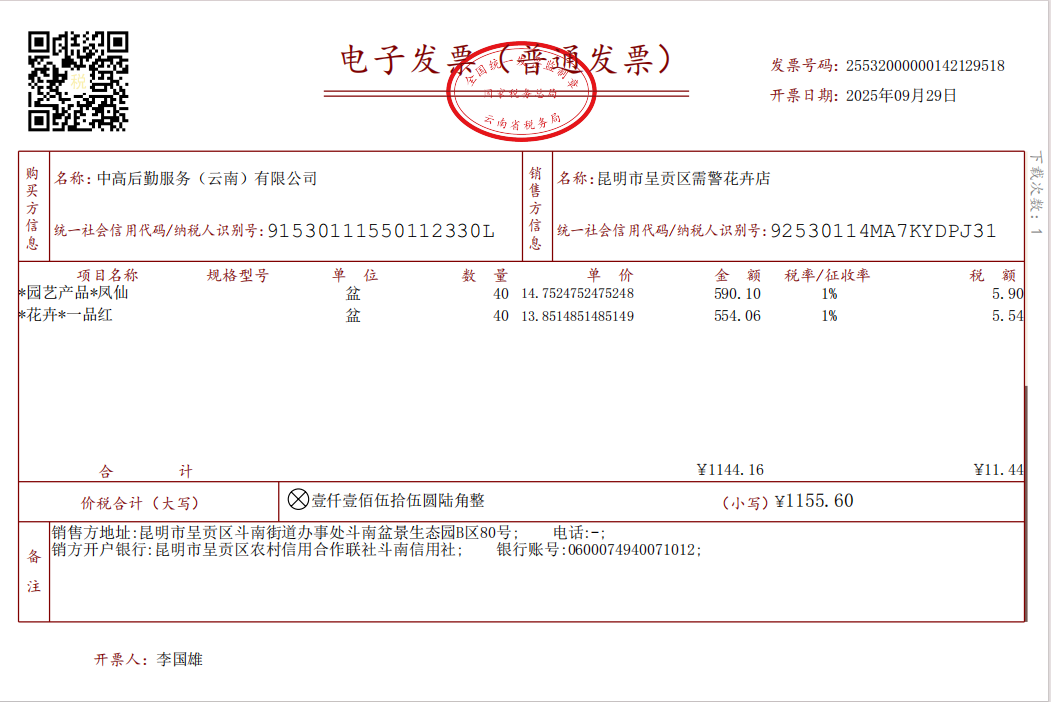 电子发票（普通发票）
全国统一发票监制章
国家税务总局
云南省税务局
税
发票号码: 25532000000142129518
开票日期: 2025年09月29日
购买方信息
名称: 中高后勤服务（云南）有限公司
统一社会信用代码/纳税人识别号: 91530111550112330L
销售方信息
名称: 昆明市呈贡区需警花卉店
统一社会信用代码/纳税人识别号: 92530114MA7KYDPJ31
下载次数: 1
项目名称 规格型号 单 位 数 量 单 价 金 额 税率/征收率 税 额
*园艺产品*凤仙 盆 40 14.7524752475248 590.10 1% 5.90
*花卉*一品红 盆 40 13.8514851485149 554.06 1% 5.54
合 计 ¥1144.16 ¥11.44
价税合计（大写） ⊗壹仟壹佰伍拾伍圆陆角整 （小写）¥1155.60
备注
销售方地址:昆明市呈贡区斗南街道办事处斗南盆景生态园B区80号; 电话:-;
销方开户银行:昆明市呈贡区农村信用合作联社斗南信用社; 银行账号:0600074940071012;
开票人: 李国雄